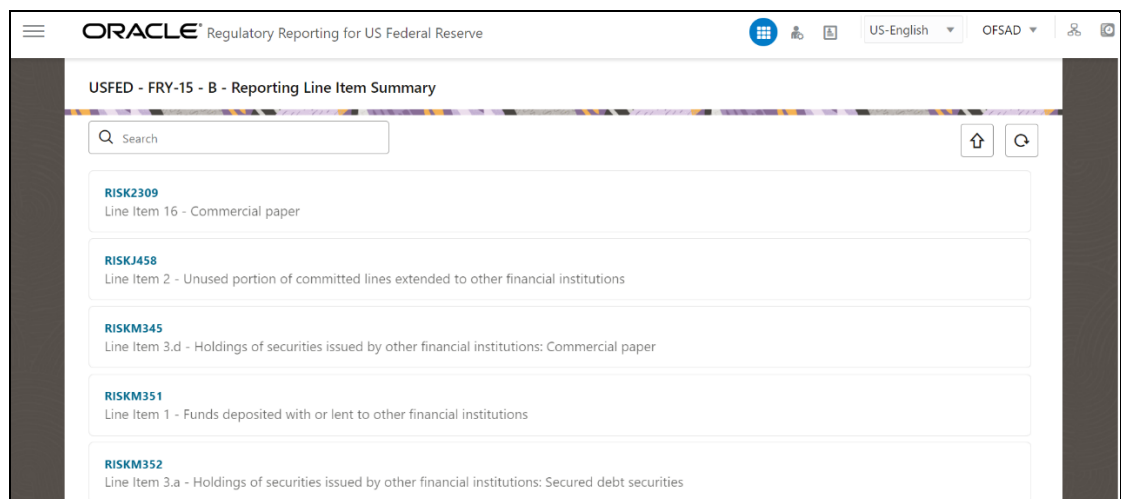 ORACLE® Regulatory Reporting for US Federal Reserve
US-English
OFSAD
USFED - FRY-15 - B - Reporting Line Item Summary
Search
RISK2309
Line Item 16 - Commercial paper
RISKJ458
Line Item 2 - Unused portion of committed lines extended to other financial institutions
RISKM345
Line Item 3.d - Holdings of securities issued by other financial institutions: Commercial paper
RISKM351
Line Item 1 - Funds deposited with or lent to other financial institutions
RISKM352
Line Item 3.a - Holdings of securities issued by other financial institutions: Secured debt securities